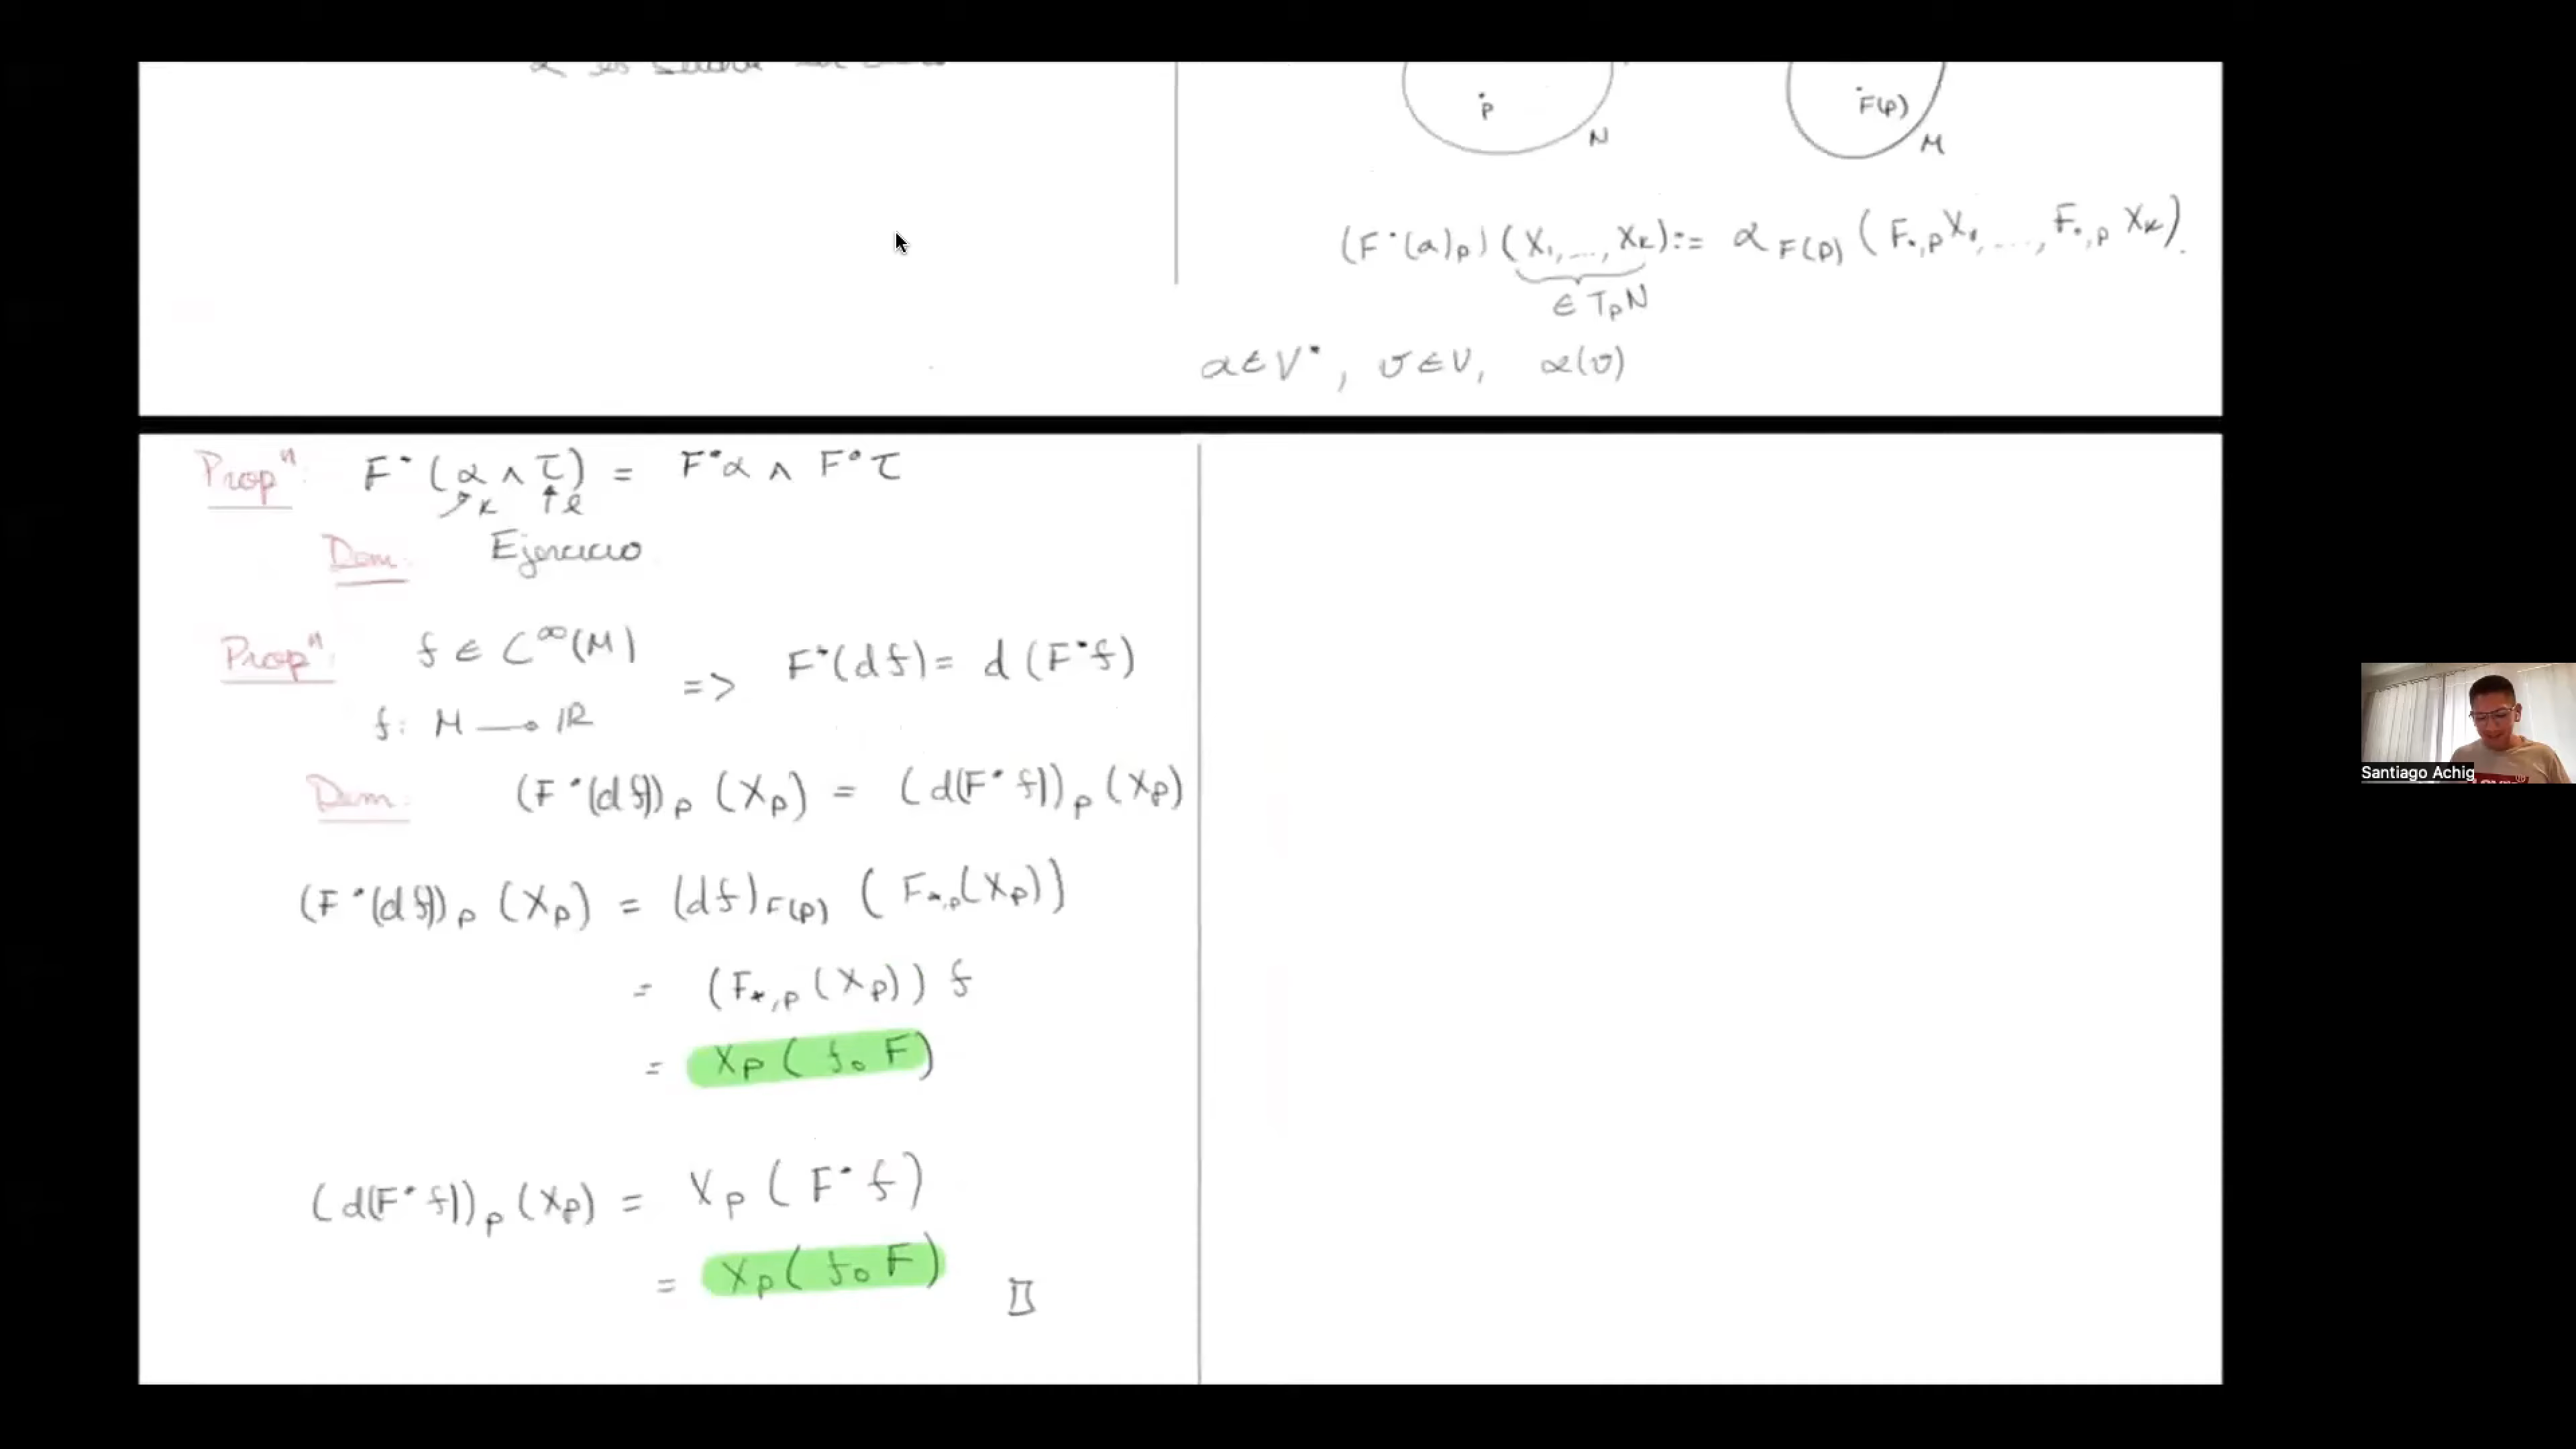 p
N
F(p)
M
(F*(α)p) (X₁,..., Xₖ) := α F(p) (F*,p X₁, ..., F*,p Xₖ).
∈ TpN
α ∈ V*, v ∈ V, α(v)
Propⁿ: F*(α ∧ τ) = F*α ∧ F*τ
k ℓ
Dem: Ejercicio
Propⁿ: f ∈ C^∞(M) => F*(df) = d(F*f)
f: M → ℝ
Dem: (F*(df))p (Xp) = (d(F*f))p (Xp)
(F*(df))p (Xp) = (df)F(p) (F*,p(Xp))
= (F*,p(Xp)) f
= Xp(f∘F)
(d(F*f))p (Xp) = Xp(F*f)
= Xp(f∘F) □
Santiago Achig